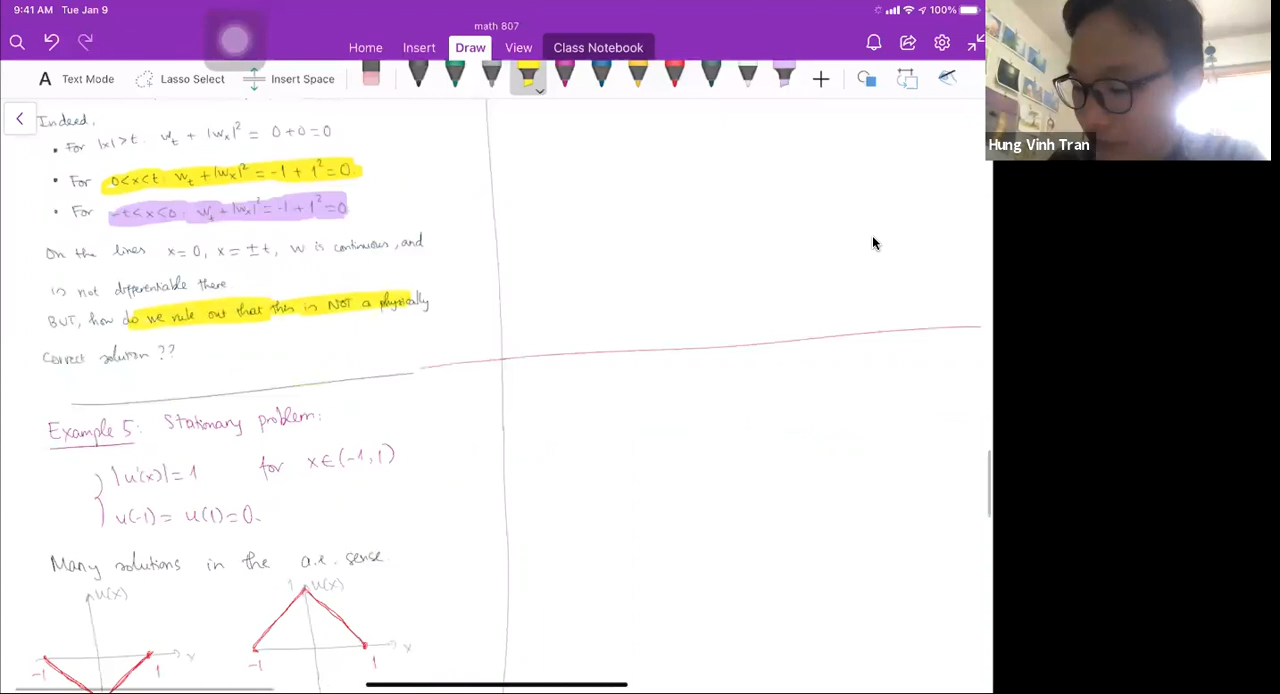 9:41 AM Tue Jan 9
100%
math 807
Home Insert Draw View Class Notebook
A Text Mode Lasso Select Insert Space
Hung Vinh Tran
Indeed,
• For |x|>t. w_t + |w_x|² = 0+0=0
• For 0<x<t. w_t + |w_x|² = -1 + 1² = 0
• For -t<x<0. w_t + |w_x|² = -1 + 1² = 0
On the lines x=0, x=±t, w is continuous, and
is not differentiable there
BUT, how do we rule out that this is NOT a physically
correct solution ??
Example 5: Stationary problem:
|u'(x)|=1 for x∈(-1,1)
u(-1) = u(1)=0.
Many solutions in the a.e. sense
u(x) 1 u(x)
-1 1 x -1 1 x